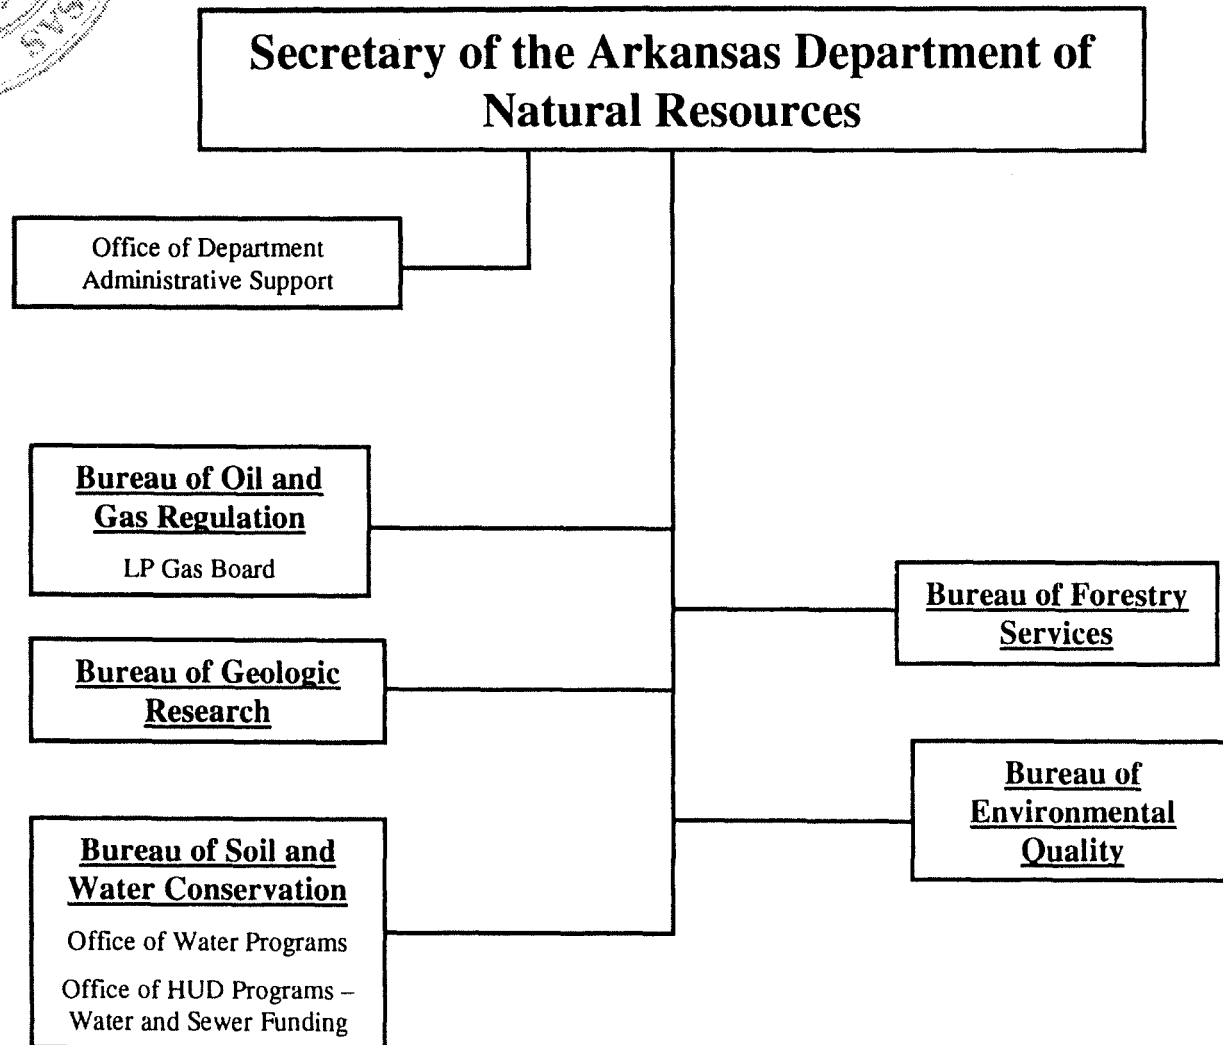 SAS
Secretary of the Arkansas Department of
Natural Resources
Office of Department
Administrative Support
Bureau of Oil and
Gas Regulation
LP Gas Board
Bureau of Geologic
Research
Bureau of Soil and
Water Conservation
Office of Water Programs
Office of HUD Programs –
Water and Sewer Funding
Bureau of Forestry
Services
Bureau of
Environmental
Quality